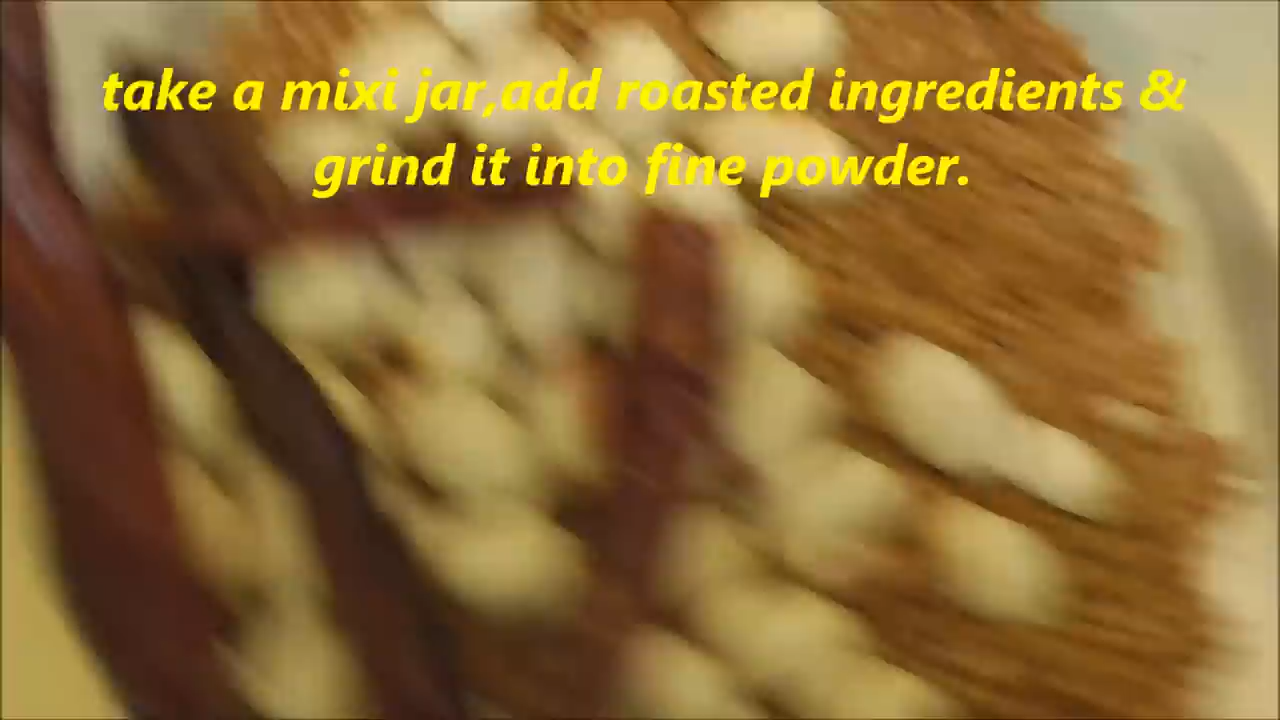 take a mixi jar,add roasted ingredients &
grind it into fine powder.